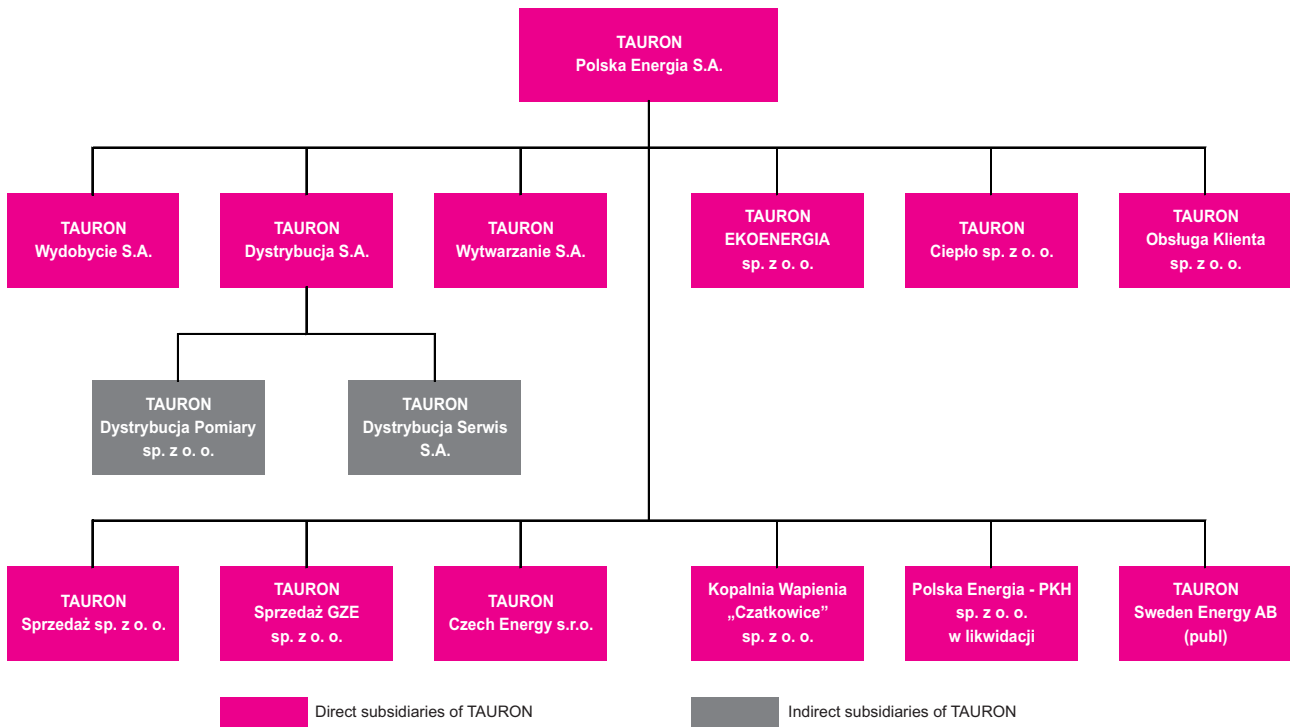 TAURON
Polska Energia S.A.
TAURON
Wydobycie S.A.
TAURON
Dystrybucja S.A.
TAURON
Wytwarzanie S.A.
TAURON
EKOENERGIA
sp. z o. o.
TAURON
Ciepło sp. z o. o.
TAURON
Obsługa Klienta
sp. z o. o.
TAURON
Dystrybucja Pomiary
sp. z o. o.
TAURON
Dystrybucja Serwis
S.A.
TAURON
Sprzedaż sp. z o. o.
TAURON
Sprzedaż GZE
sp. z o. o.
TAURON
Czech Energy s.r.o.
Kopalnia Wapienia
„Czatkowice”
sp. z o. o.
Polska Energia - PKH
sp. z o. o.
w likwidacji
TAURON
Sweden Energy AB
(publ)
Direct subsidiaries of TAURON
Indirect subsidiaries of TAURON